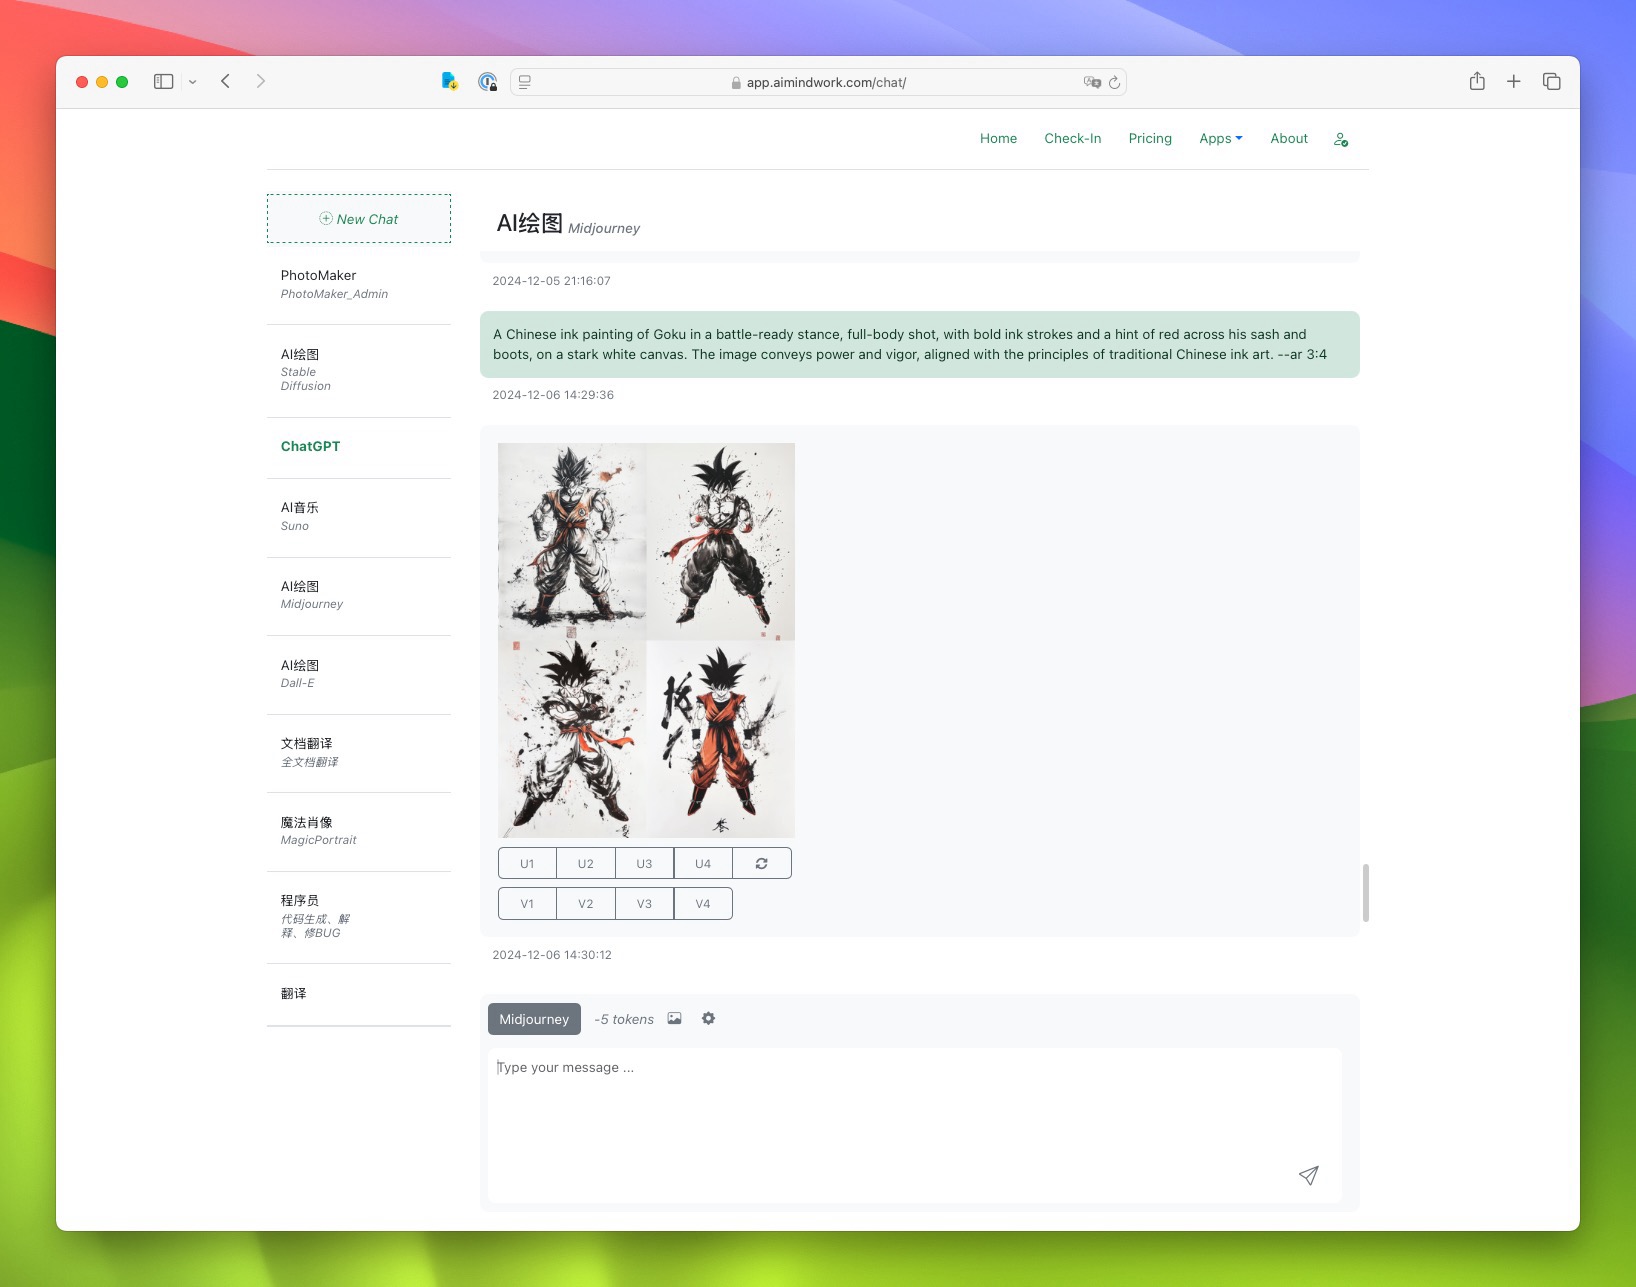 app.aimindwork.com/chat/
Home Check-In Pricing Apps About
New Chat
PhotoMaker
PhotoMaker_Admin
AI绘图
Stable
Diffusion
ChatGPT
AI音乐
Suno
AI绘图
Midjourney
AI绘图
Dall-E
文档翻译
全文档翻译
魔法肖像
MagicPortrait
程序员
代码生成、解
释、修BUG
翻译
AI绘图 Midjourney
2024-12-05 21:16:07
A Chinese ink painting of Goku in a battle-ready stance, full-body shot, with bold ink strokes and a hint of red across his sash and
boots, on a stark white canvas. The image conveys power and vigor, aligned with the principles of traditional Chinese ink art. --ar 3:4
2024-12-06 14:29:36
U1 U2 U3 U4
V1 V2 V3 V4
2024-12-06 14:30:12
Midjourney -5 tokens
Type your message ...